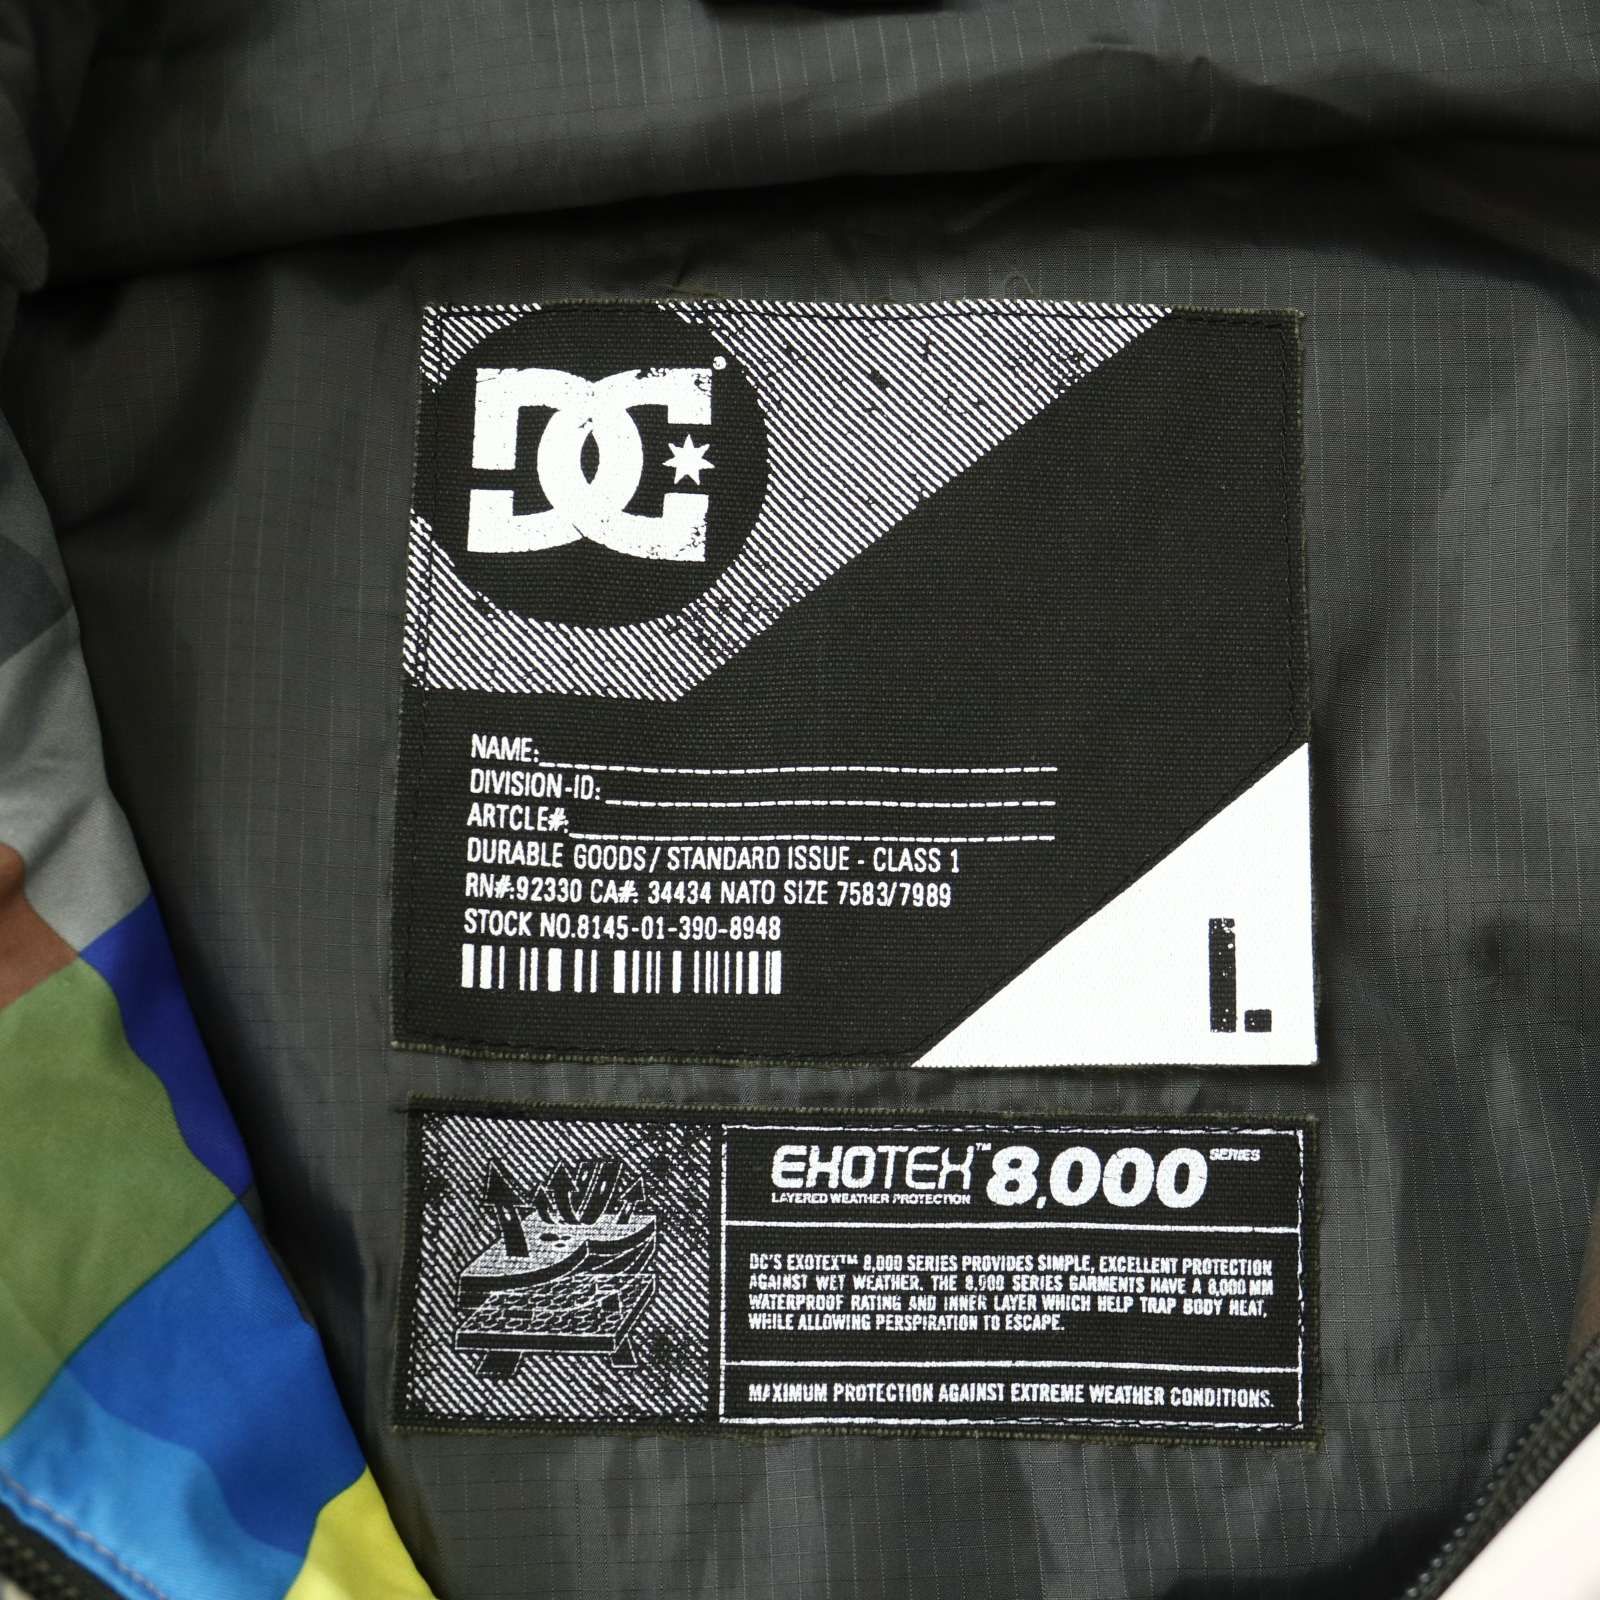 DC®
NAME:
DIVISION-ID:
ARTCLE#:
DURABLE GOODS/ STANDARD ISSUE - CLASS 1
RN#:92330 CA#: 34434 NATO SIZE 7583/7989
STOCK NO.8145-01-390-8948
L.
EXOTEX™ 8,000 SERIES
LAYERED WEATHER PROTECTION
DC'S EXOTEX™ 8,000 SERIES PROVIDES SIMPLE, EXCELLENT PROTECTION
AGAINST WET WEATHER. THE 8,000 SERIES GARMENTS HAVE A 8,000 MM
WATERPROOF RATING AND INNER LAYER WHICH HELP TRAP BODY HEAT,
WHILE ALLOWING PERSPIRATION TO ESCAPE.
MAXIMUM PROTECTION AGAINST EXTREME WEATHER CONDITIONS.